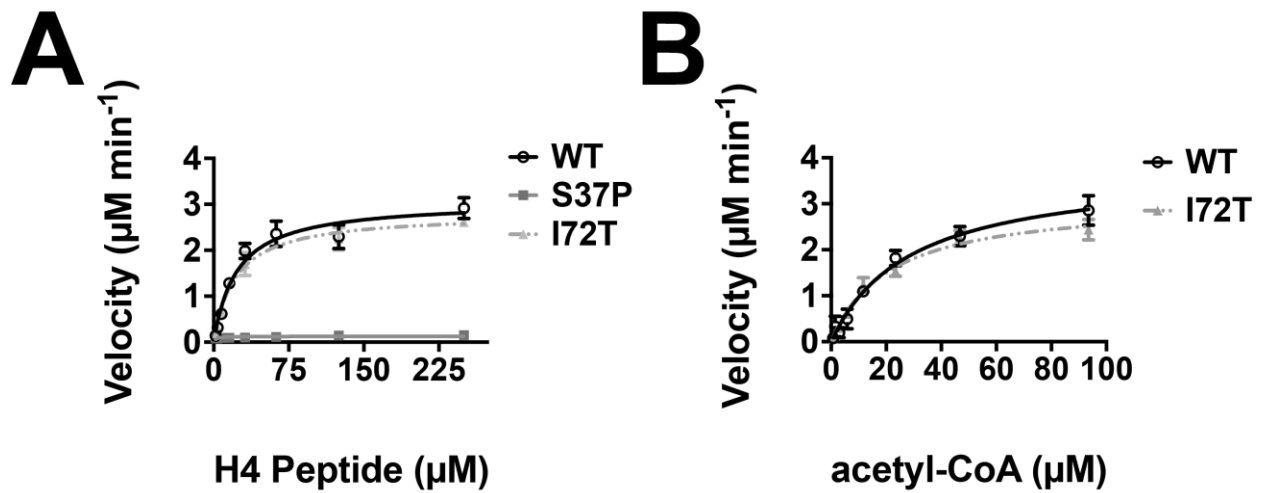 A
Velocity (µM min-1)
4
3
2
1
0
0 75 150 225
H4 Peptide (µM)
WT
S37P
I72T
B
Velocity (µM min-1)
4
3
2
1
0
0 20 40 60 80 100
acetyl-CoA (µM)
WT
I72T